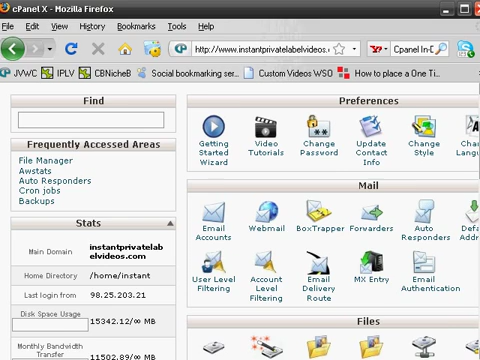 cPanel X - Mozilla Firefox
File Edit View History Bookmarks Tools Help
http://www.instantprivatelabelvideos.c
Cpanel In-D
JVWC IPLV CBNicheB Social bookmarking ser... Custom Videos WSO How to place a One Ti...
Find
Frequently Accessed Areas
File Manager
Awstats
Auto Responders
Cron jobs
Backups
Stats
Main Domain instantprivatelab
elvideos.com
Home Directory /home/instant
Last login from 98.25.203.21
Disk Space Usage
15342.12/∞ MB
Monthly Bandwidth
Transfer
11502.89/∞ MB
Preferences
Getting
Started
Wizard
Video
Tutorials
Change
Password
Update
Contact
Info
Change
Style
Chan
Langu
Mail
Email
Accounts
Webmail
BoxTrapper
Forwarders
Auto
Responders
Defa
Addr
User Level
Filtering
Account
Level
Filtering
Email
Delivery
Route
MX Entry
Email
Authentication
Files